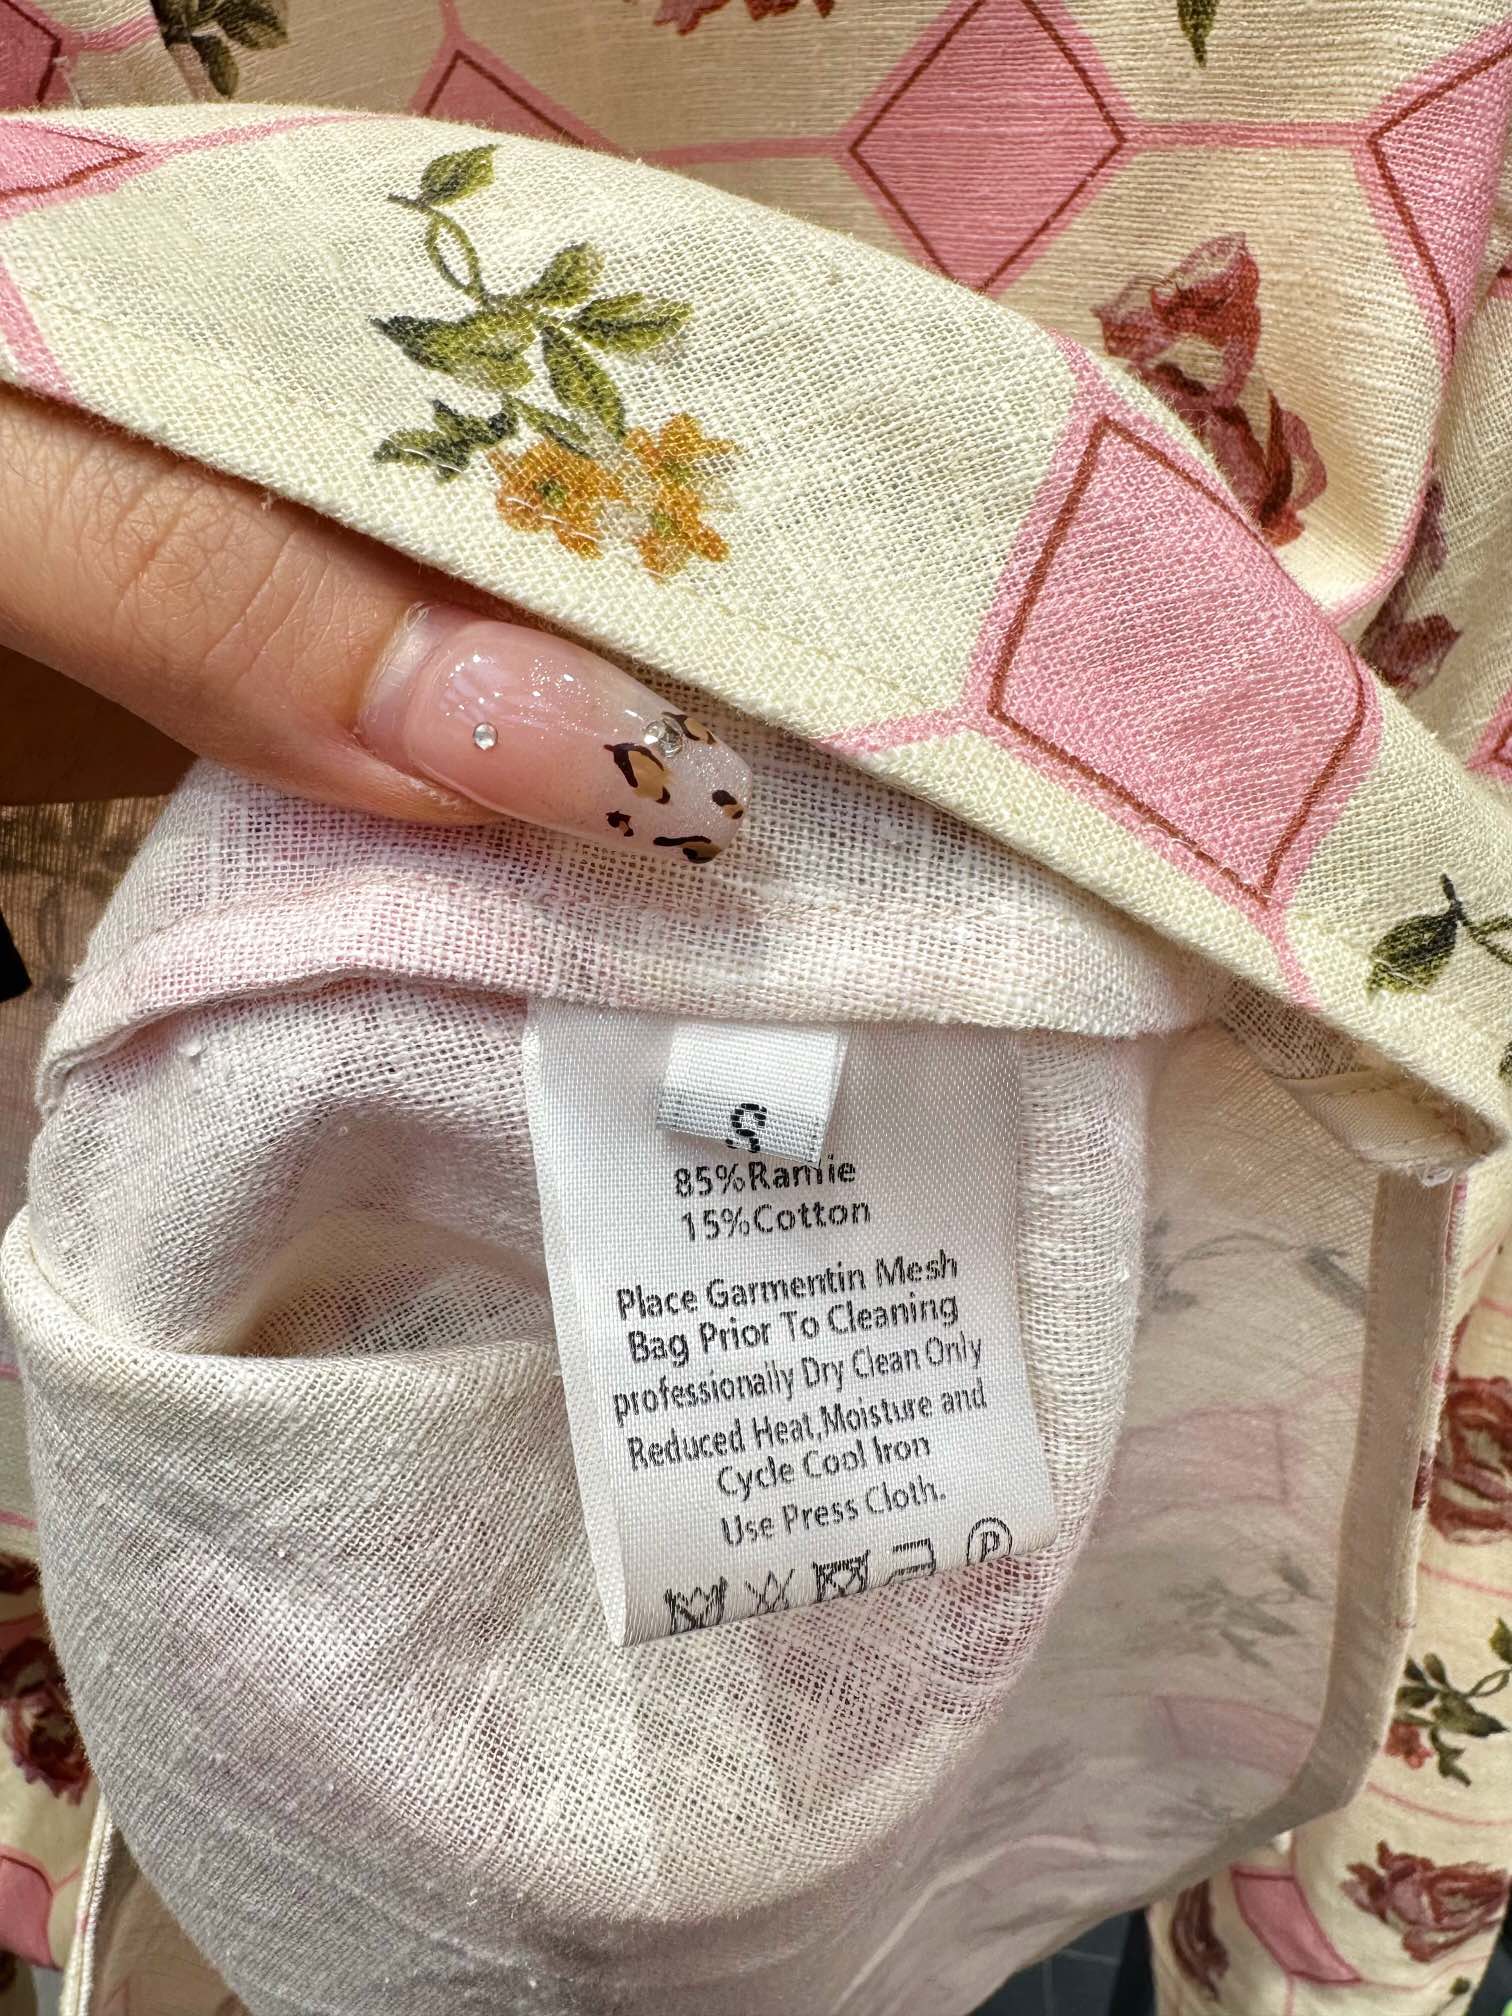 S
85%Ramie
15%Cotton
Place Garmentin Mesh
Bag Prior To Cleaning
professionally Dry Clean Only
Reduced Heat,Moisture and
Cycle Cool Iron
Use Press Cloth.
P